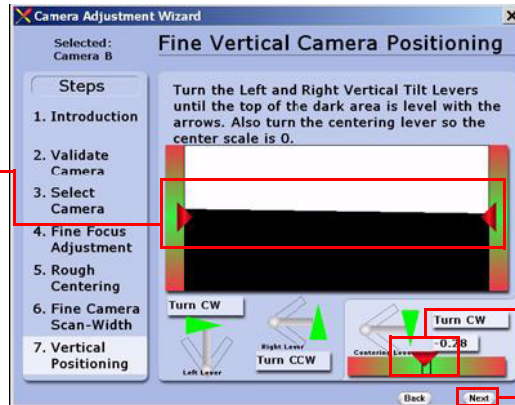 Camera Adjustment Wizard
Selected:
Camera B
Fine Vertical Camera Positioning
Steps
1. Introduction
2. Validate
Camera
3. Select
Camera
4. Fine Focus
Adjustment
5. Rough
Centering
6. Fine Camera
Scan-Width
7. Vertical
Positioning
Turn the Left and Right Vertical Tilt Levers
until the top of the dark area is level with the
arrows. Also turn the centering lever so the
center scale is 0.
Turn CW
Left Lever
Right Lever
Turn CCW
Turn CW
Centering Lever
-0.28
Back
Next